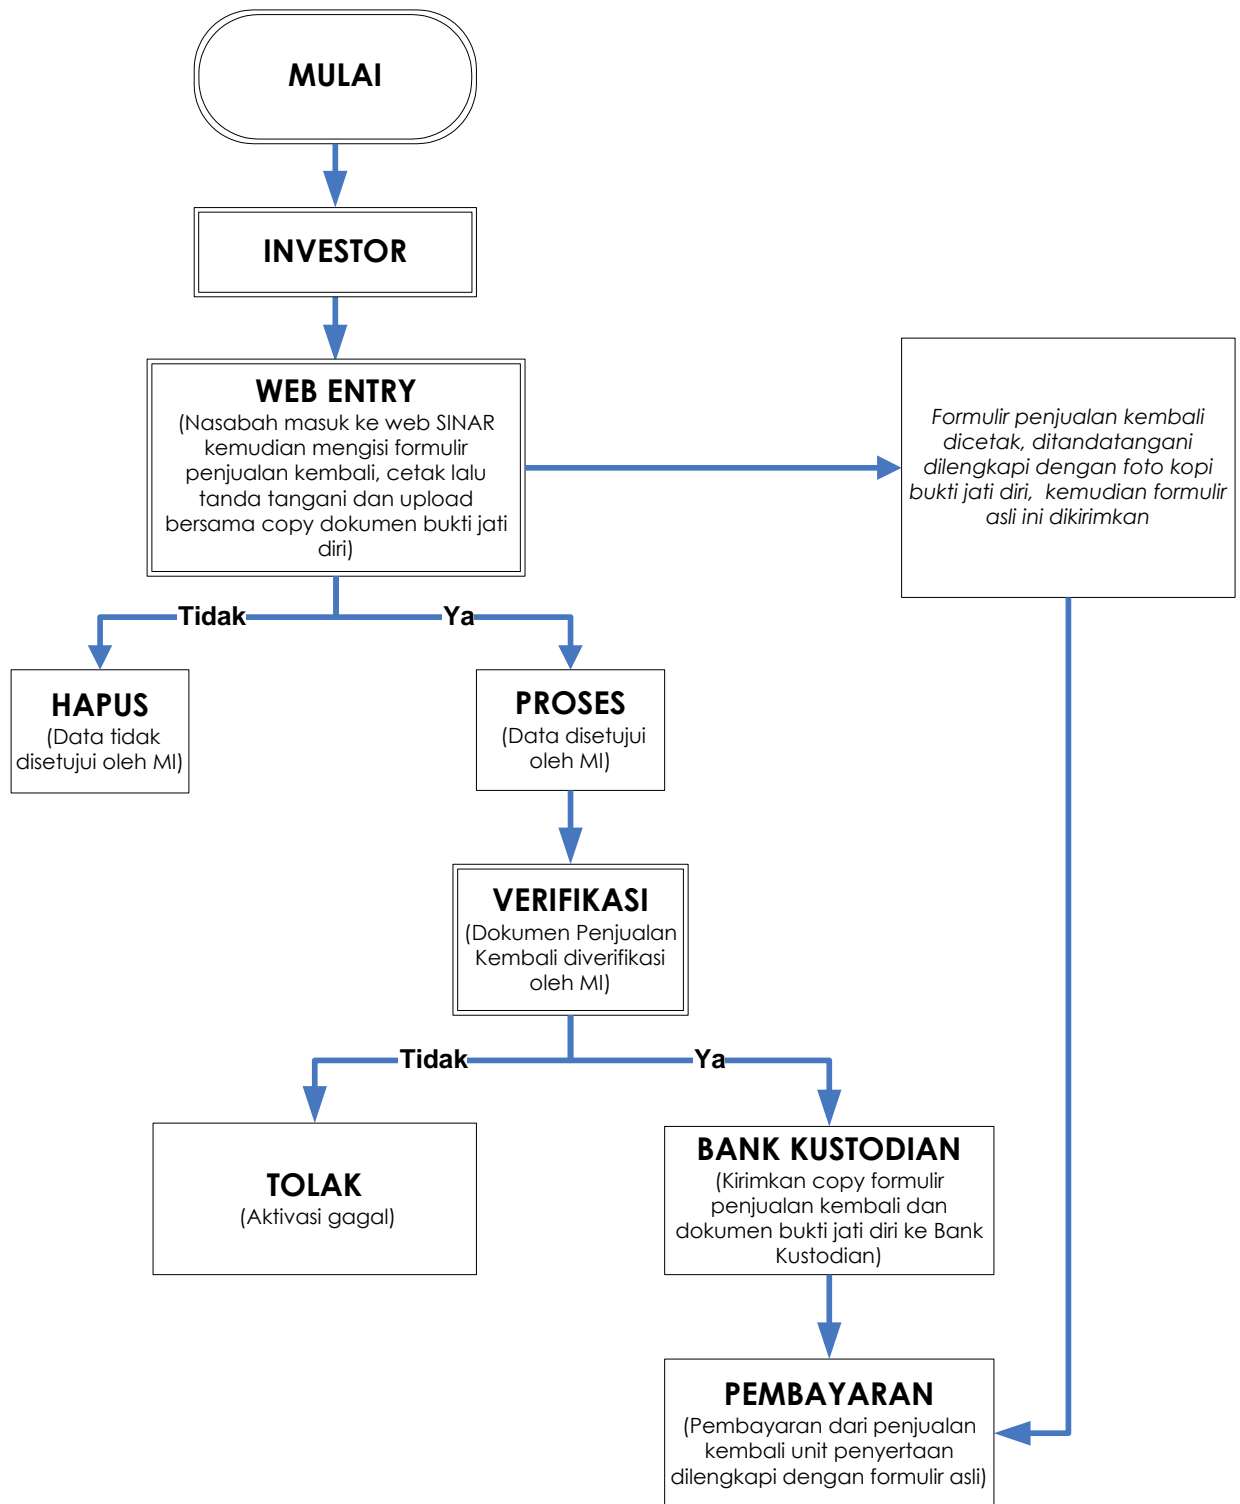 MULAI
INVESTOR
WEB ENTRY
(Nasabah masuk ke web SINAR
kemudian mengisi formulir
penjualan kembali, cetak lalu
tanda tangani dan upload
bersama copy dokumen bukti jati
diri)
Formulir penjualan kembali
dicetak, ditandatangani
dilengkapi dengan foto kopi
bukti jati diri,  kemudian formulir
asli ini dikirimkan
Tidak
Ya
HAPUS
(Data tidak
disetujui oleh MI)
PROSES
(Data disetujui
oleh MI)
VERIFIKASI
(Dokumen Penjualan
Kembali diverifikasi
oleh MI)
Tidak
Ya
TOLAK
(Aktivasi gagal)
BANK KUSTODIAN
(Kirimkan copy formulir
penjualan kembali dan
dokumen bukti jati diri ke Bank
Kustodian)
PEMBAYARAN
(Pembayaran dari penjualan
kembali unit penyertaan
dilengkapi dengan formulir asli)